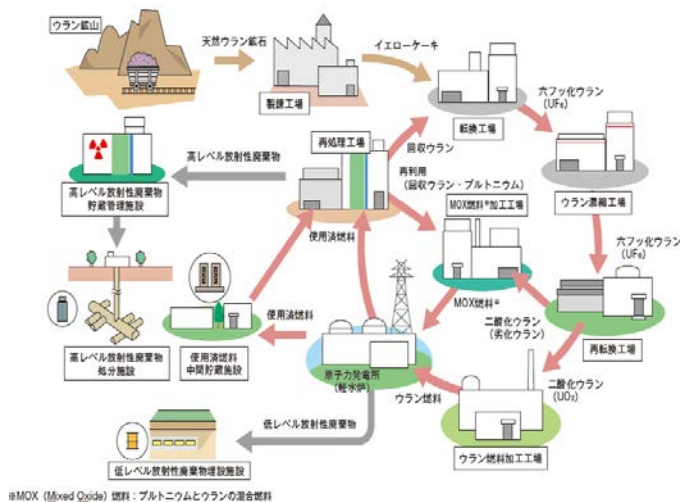 ウラン鉱山
天然ウラン鉱石
イエローケーキ
製錬工場
六フッ化ウラン
(UF₆)
転換工場
再処理工場
回収ウラン
高レベル放射性廃棄物
再利用
(回収ウラン・プルトニウム)
MOX燃料※加工工場
ウラン濃縮工場
高レベル放射性廃棄物
貯蔵管理施設
使用済燃料
六フッ化ウラン
(UF₆)
MOX燃料※
二酸化ウラン
(劣化ウラン)
再転換工場
使用済燃料
高レベル放射性廃棄物
処分施設
使用済燃料
中間貯蔵施設
原子力発電所
(軽水炉)
ウラン燃料
二酸化ウラン
(UO₂)
低レベル放射性廃棄物
ウラン燃料加工工場
低レベル放射性廃棄物埋設施設
※MOX (Mixed Oxide) 燃料：プルトニウムとウランの混合燃料